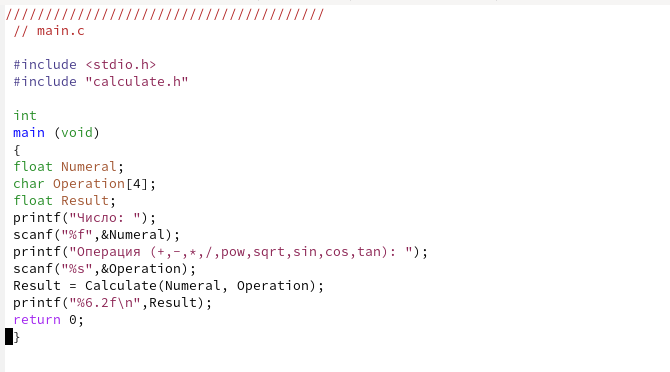 ////////////////////////////////////////
// main.c
#include <stdio.h>
#include "calculate.h"
int
main (void)
{
float Numeral;
char Operation[4];
float Result;
printf("Число: ");
scanf("%f",&Numeral);
printf("Операция (+,-,*,/,pow,sqrt,sin,cos,tan): ");
scanf("%s",&Operation);
Result = Calculate(Numeral, Operation);
printf("%6.2f\n",Result);
return 0;
}